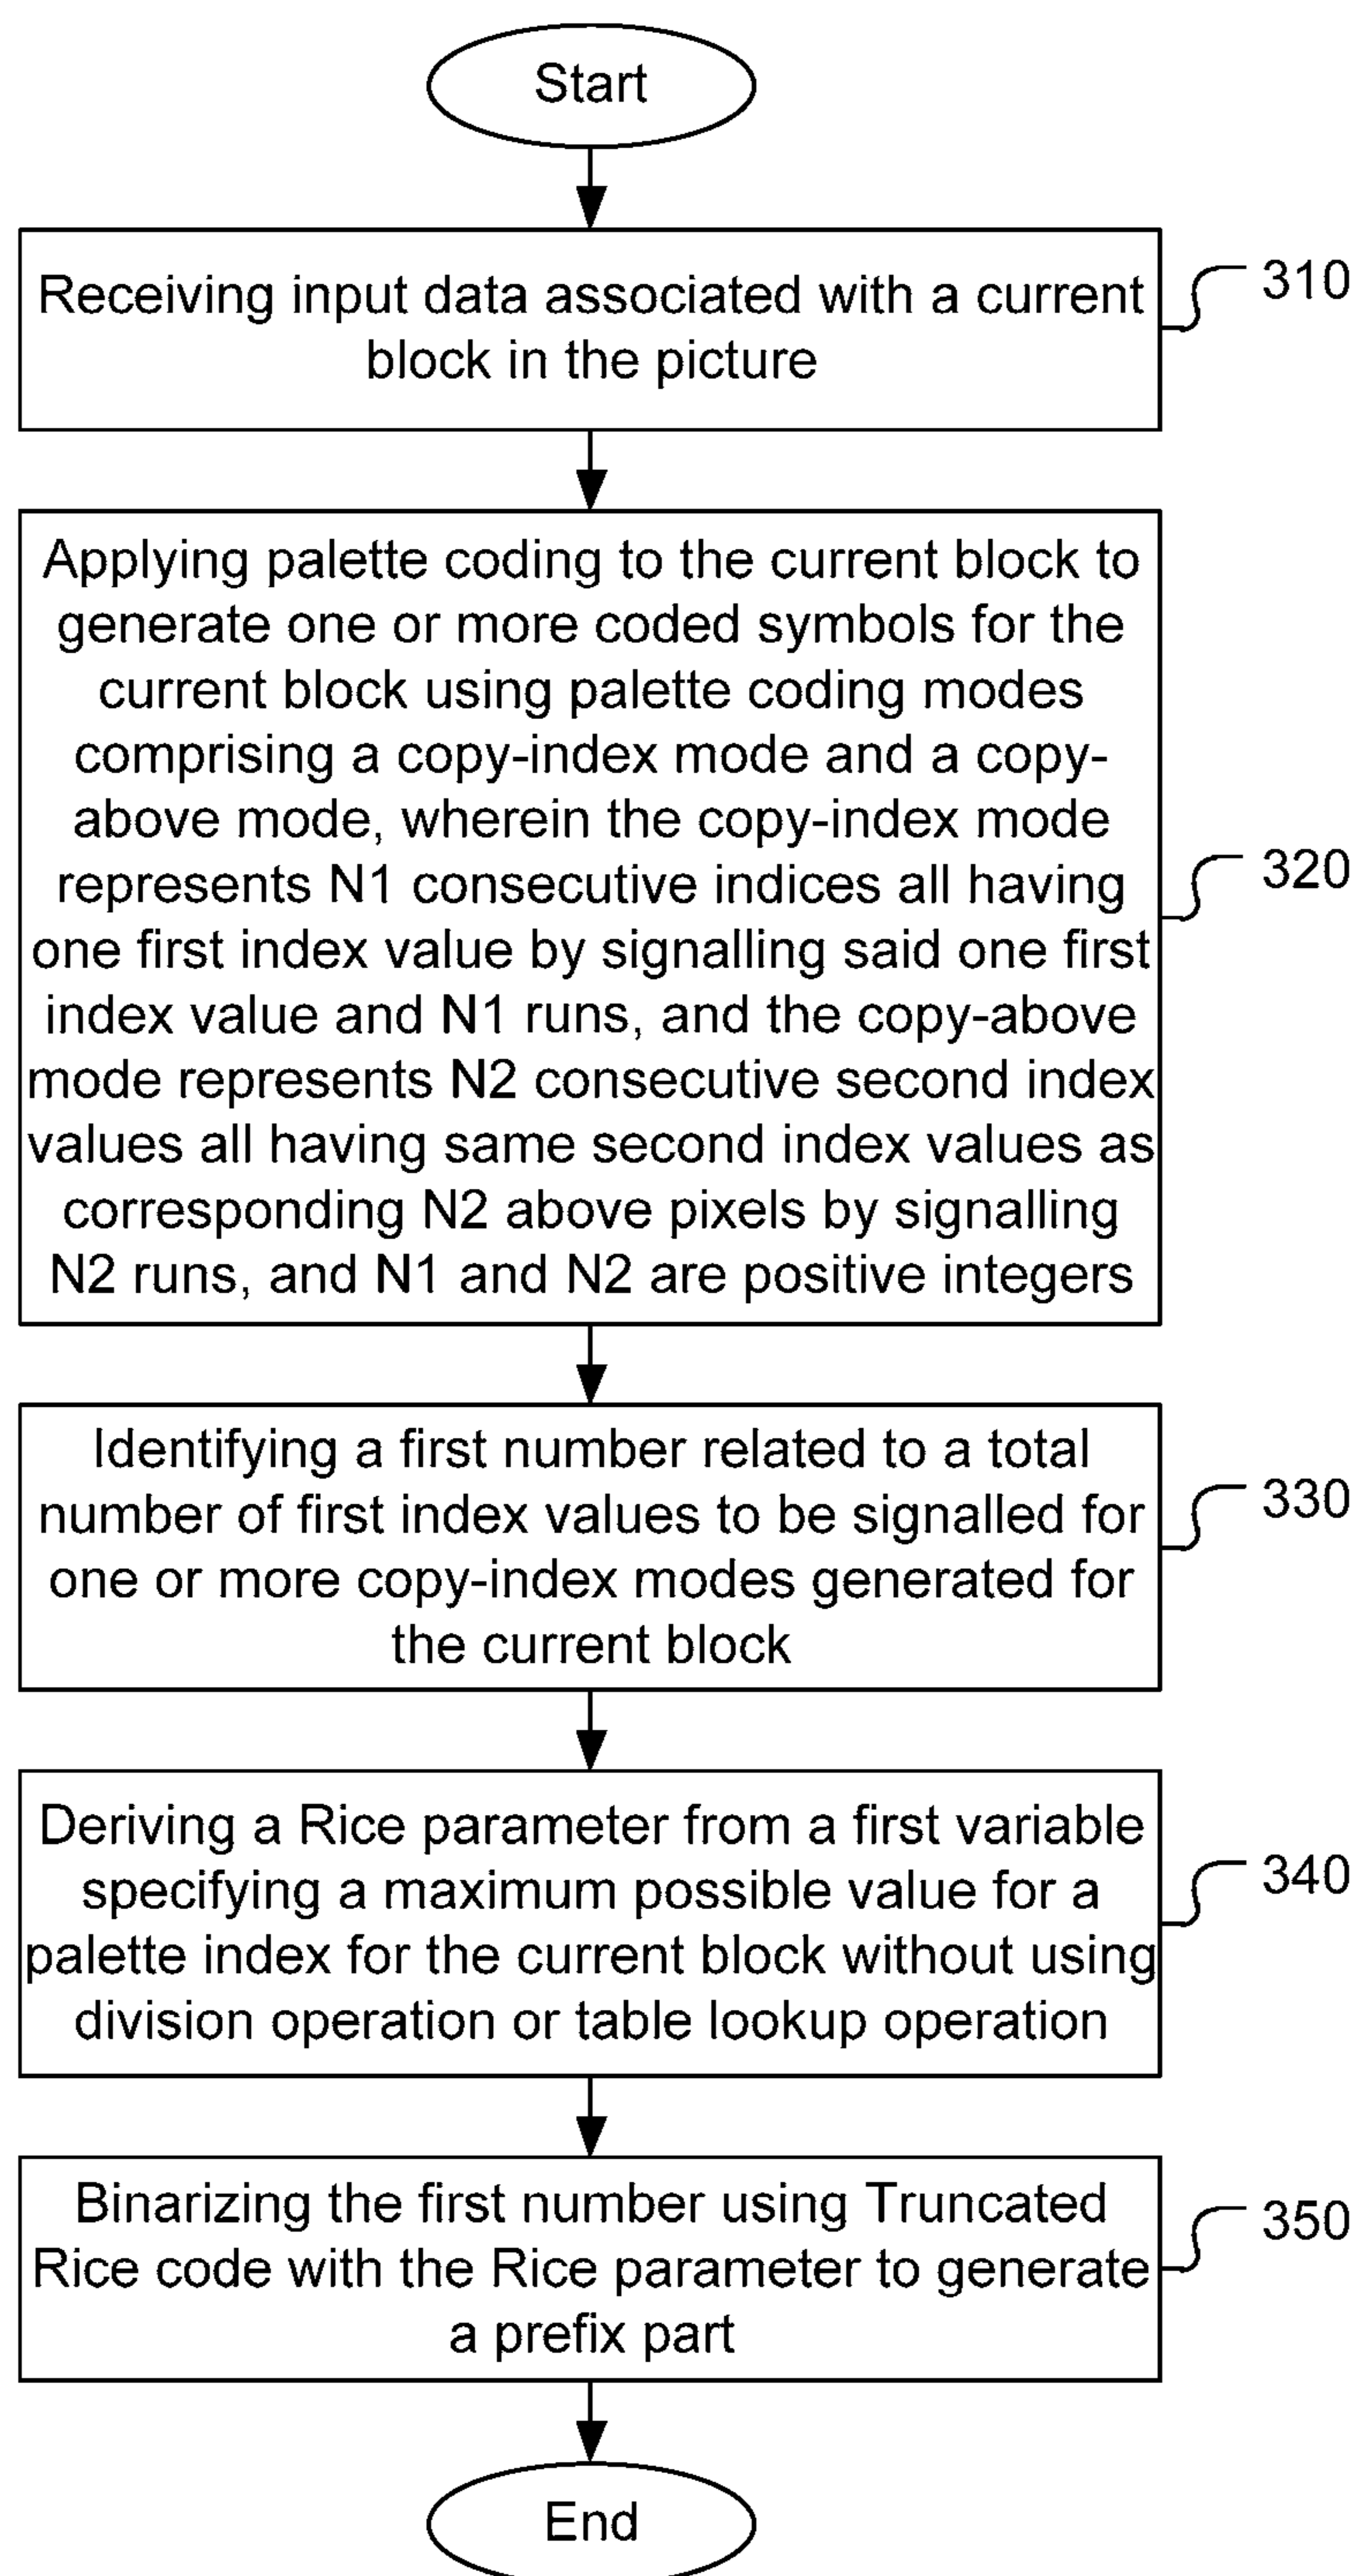 Start
Receiving input data associated with a current
block in the picture
310
Applying palette coding to the current block to
generate one or more coded symbols for the
current block using palette coding modes
comprising a copy-index mode and a copy-
above mode, wherein the copy-index mode
represents N1 consecutive indices all having
one first index value by signalling said one first
index value and N1 runs, and the copy-above
mode represents N2 consecutive second index
values all having same second index values as
corresponding N2 above pixels by signalling
N2 runs, and N1 and N2 are positive integers
320
Identifying a first number related to a total
number of first index values to be signalled for
one or more copy-index modes generated for
the current block
330
Deriving a Rice parameter from a first variable
specifying a maximum possible value for a
palette index for the current block without using
division operation or table lookup operation
340
Binarizing the first number using Truncated
Rice code with the Rice parameter to generate
a prefix part
350
End